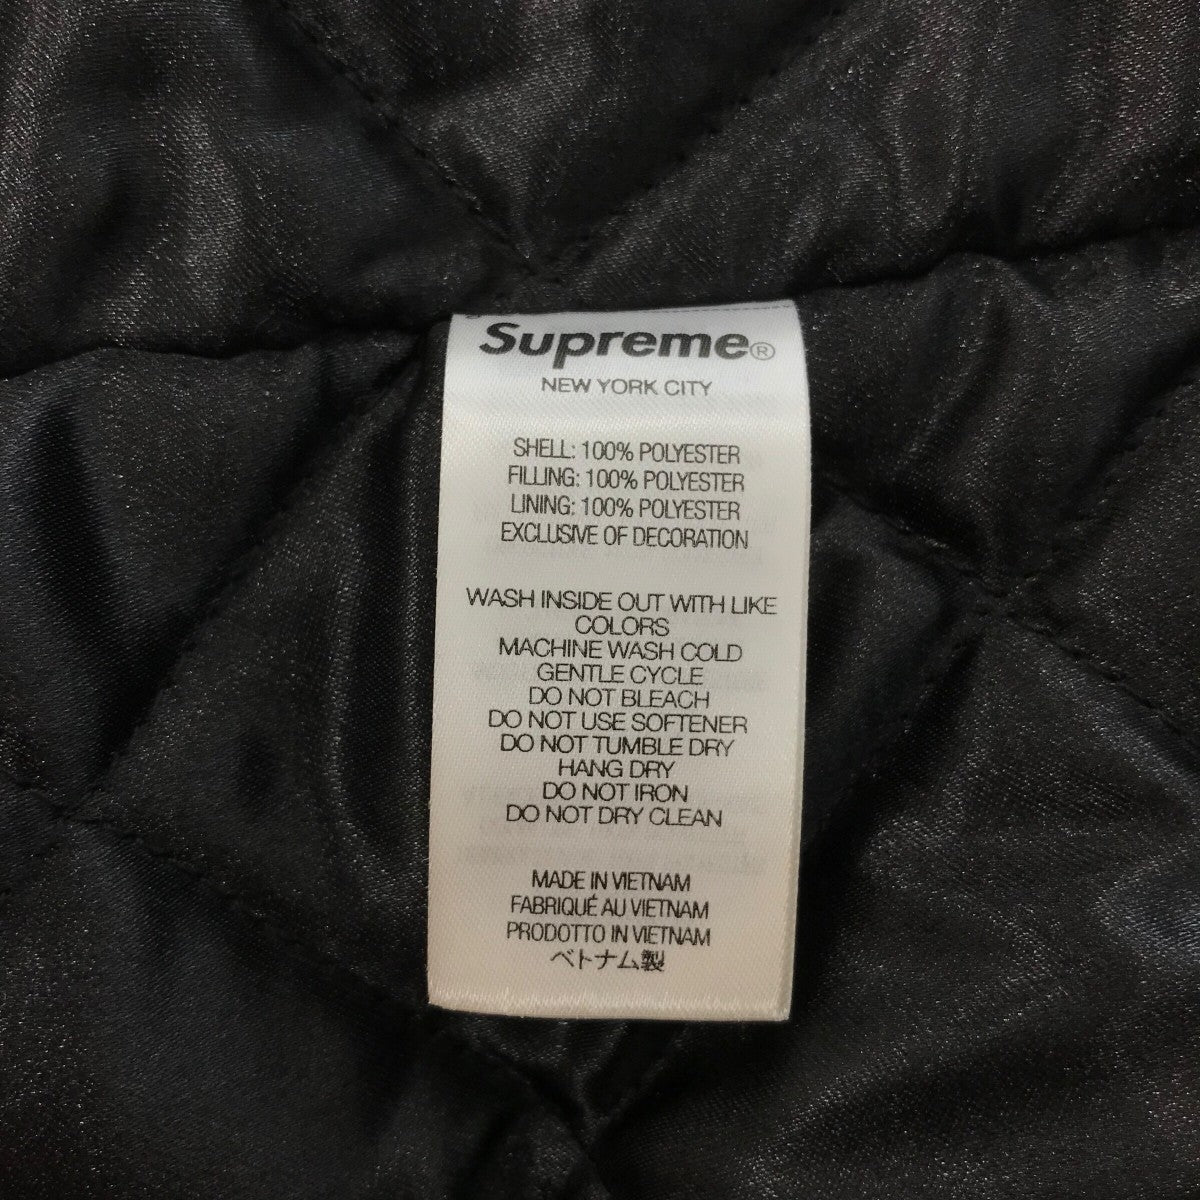 Supreme®
NEW YORK CITY
SHELL: 100% POLYESTER
FILLING: 100% POLYESTER
LINING: 100% POLYESTER
EXCLUSIVE OF DECORATION
WASH INSIDE OUT WITH LIKE
COLORS
MACHINE WASH COLD
GENTLE CYCLE
DO NOT BLEACH
DO NOT USE SOFTENER
DO NOT TUMBLE DRY
HANG DRY
DO NOT IRON
DO NOT DRY CLEAN
MADE IN VIETNAM
FABRIQUÉ AU VIETNAM
PRODOTTO IN VIETNAM
ベトナム製